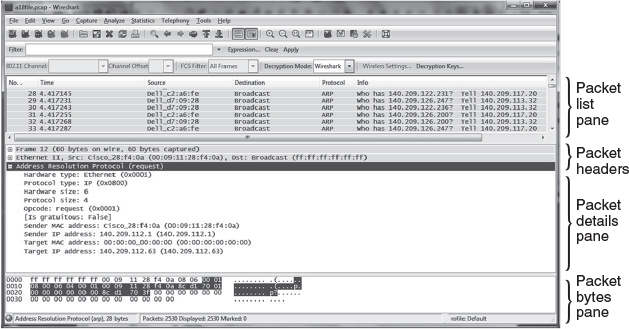 a18file.pcap - Wireshark
File Edit View Go Capture Analyze Statistics Telephony Tools Help
Filter: Expression... Clear Apply
802.11 Channel: Channel Offset: FCS Filter: All Frames Decryption Mode: Wireshark Wireless Settings... Decryption Keys...
No. . Time Source Destination Protocol Info
28 4.417145 Dell_c2:a6:fe Broadcast ARP Who has 140.209.122.231? Tell 140.209.117.20
29 4.417231 Dell_d7:09:28 Broadcast ARP Who has 140.209.126.247? Tell 140.209.113.32
30 4.417243 Dell_d7:09:28 Broadcast ARP Who has 140.209.126.247? Tell 140.209.113.32
31 4.417255 Dell_c2:a6:fe Broadcast ARP Who has 140.209.126.200? Tell 140.209.117.20
32 4.417268 Dell_c2:a6:fe Broadcast ARP Who has 140.209.126.200? Tell 140.209.117.20
33 4.417287 Dell_d7:09:28 Broadcast ARP Who has 140.209.126.247? Tell 140.209.113.32
Packet
list
pane
Frame 12 (60 bytes on wire, 60 bytes captured)
Ethernet II, Src: Cisco_28:f4:0a (00:09:11:28:f4:0a), Dst: Broadcast (ff:ff:ff:ff:ff:ff)
Address Resolution Protocol (request)
Packet
headers
Hardware type: Ethernet (0x0001)
Protocol type: IP (0x0800)
Hardware size: 6
Protocol size: 4
Opcode: request (0x0001)
[Is gratuitous: False]
Sender MAC address: Cisco_28:f4:0a (00:09:11:28:f4:0a)
Sender IP address: 140.209.112.1 (140.209.112.1)
Target MAC address: 00:00:00_00:00:00 (00:00:00:00:00:00)
Target IP address: 140.209.112.63 (140.209.112.63)
Packet
details
pane
0000 ff ff ff ff ff ff 00 09 11 28 f4 0a 08 06 00 01
0010 08 00 06 04 00 01 00 09 11 28 f4 0a 8c d1 70 01
0020 00 00 00 00 00 00 8c d1 70 3f 00 00 00 00 00 00
0030 00 00 00 00 00 00 00 00 00 00 00 00
Packet
bytes
pane
Address Resolution Protocol (arp), 28 bytes Packets: 2530 Displayed: 2530 Marked: 0 rofile: Default